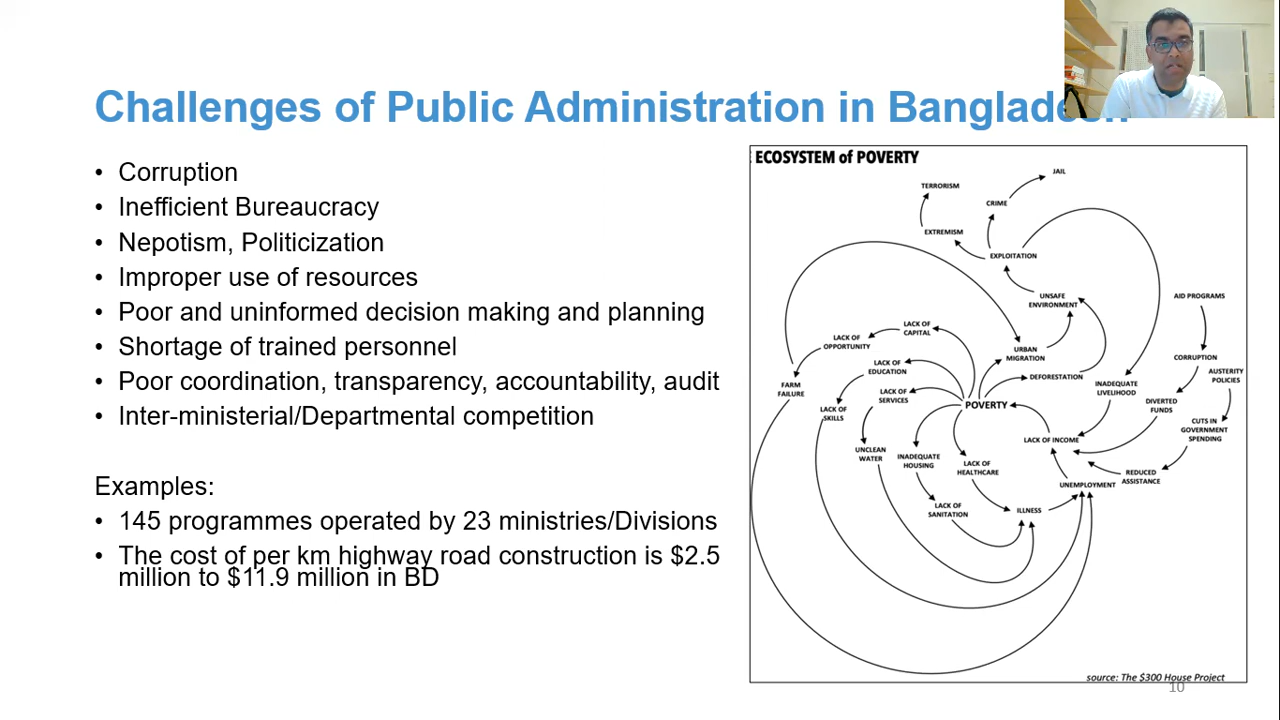 Challenges of Public Administration in Bangladesh
• Corruption
• Inefficient Bureaucracy
• Nepotism, Politicization
• Improper use of resources
• Poor and uninformed decision making and planning
• Shortage of trained personnel
• Poor coordination, transparency, accountability, audit
• Inter-ministerial/Departmental competition
Examples:
• 145 programmes operated by 23 ministries/Divisions
• The cost of per km highway road construction is $2.5
million to $11.9 million in BD
ECOSYSTEM of POVERTY
JAIL
TERRORISM
CRIME
EXTREMISM
EXPLOITATION
UNSAFE
ENVIRONMENT
AID PROGRAMS
LACK OF
CAPITAL
LACK OF
OPPORTUNITY
URBAN
MIGRATION
CORRUPTION
LACK OF
EDUCATION
DEFORESTATION
AUSTERITY
POLICIES
FARM
FAILURE
LACK OF
SERVICES
INADEQUATE
LIVELIHOOD
LACK OF
SKILLS
POVERTY
DIVERTED
FUNDS
CUTS IN
GOVERNMENT
SPENDING
LACK OF INCOME
UNCLEAN
WATER
INADEQUATE
HOUSING
LACK OF
HEALTHCARE
REDUCED
ASSISTANCE
UNEMPLOYMENT
LACK OF
SANITATION
ILLNESS
source: The $300 House Project
10